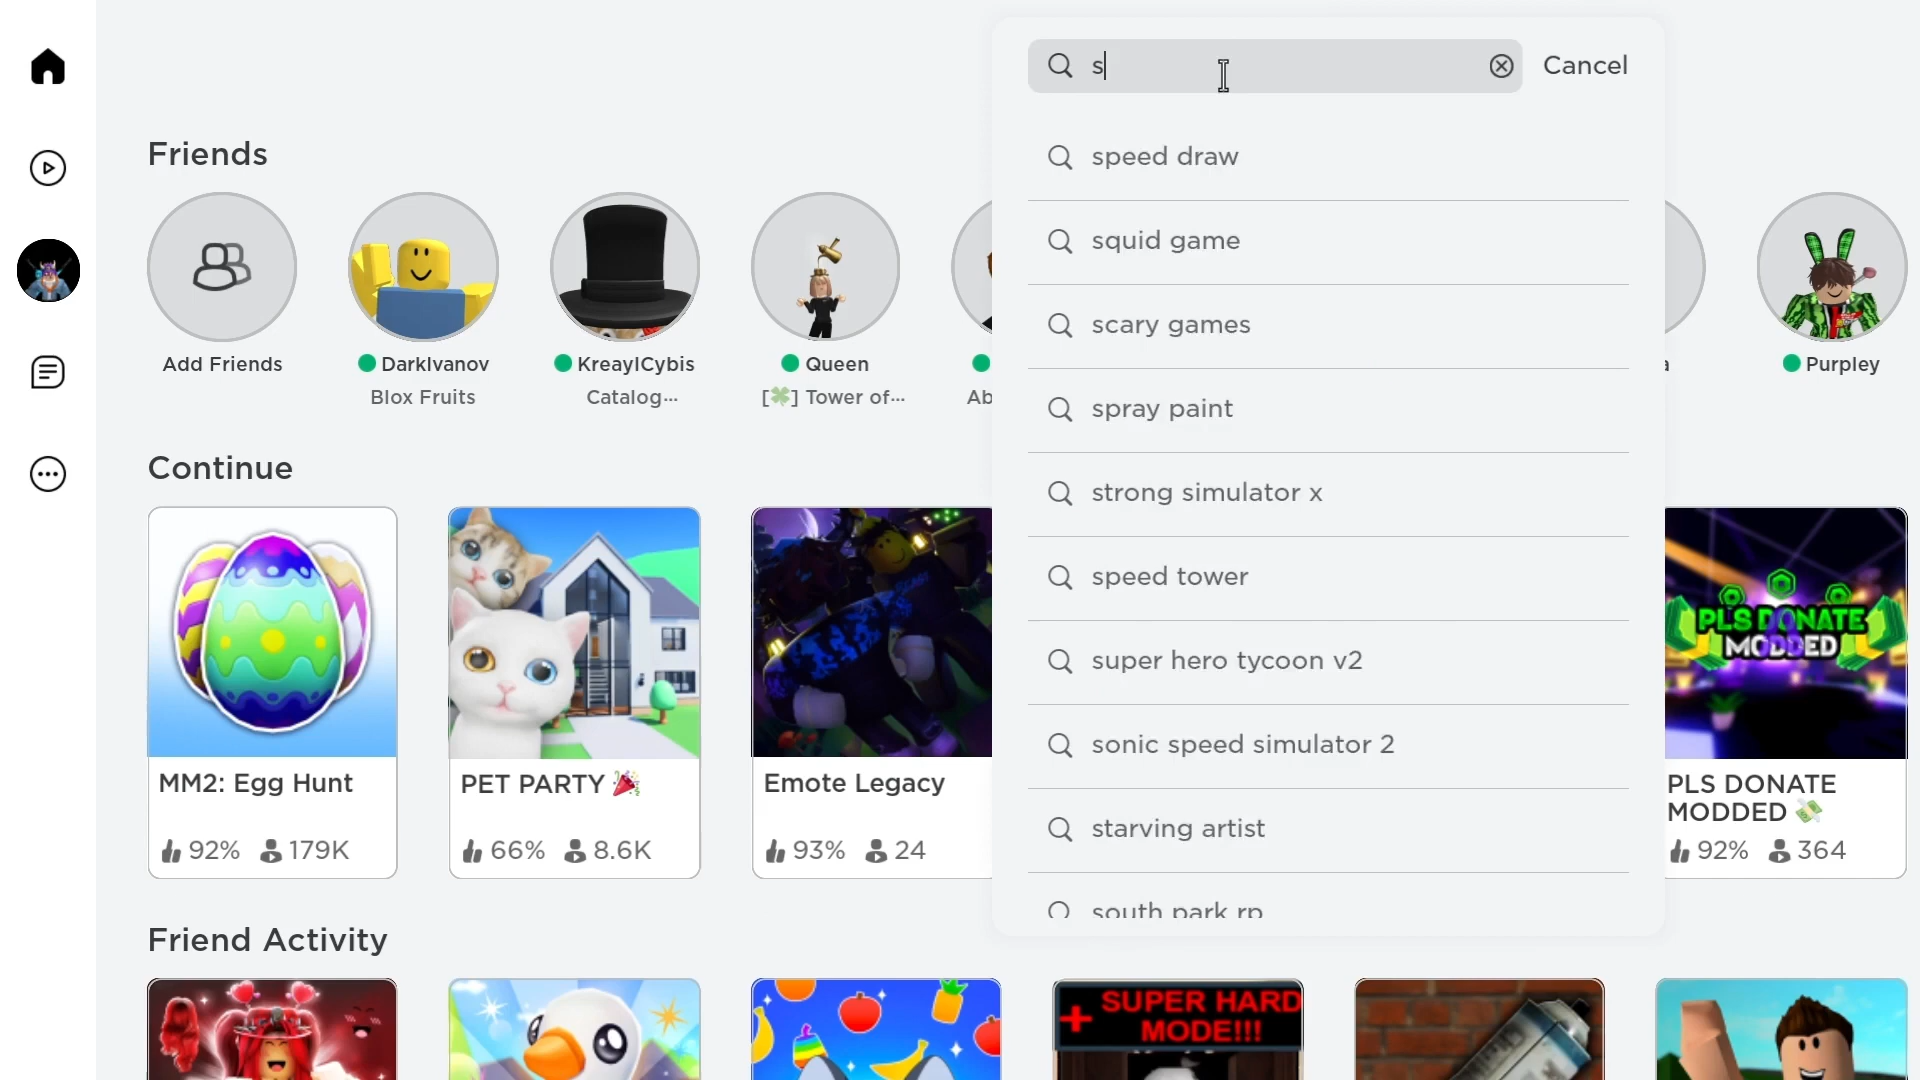 s
Cancel
speed draw
squid game
scary games
spray paint
strong simulator x
speed tower
super hero tycoon v2
sonic speed simulator 2
starving artist
south park rp
Friends
Add Friends
DarkIvanov
Blox Fruits
KreaylCybis
Catalog...
Queen
[🍀] Tower of...
Ab
a
Purpley
Continue
MM2: Egg Hunt
92% 179K
PET PARTY 🎉
66% 8.6K
Emote Legacy
93% 24
PLS DONATE
MODDED
PLS DONATE
MODDED 💸
92% 364
Friend Activity
+ SUPER HARD
MODE!!!